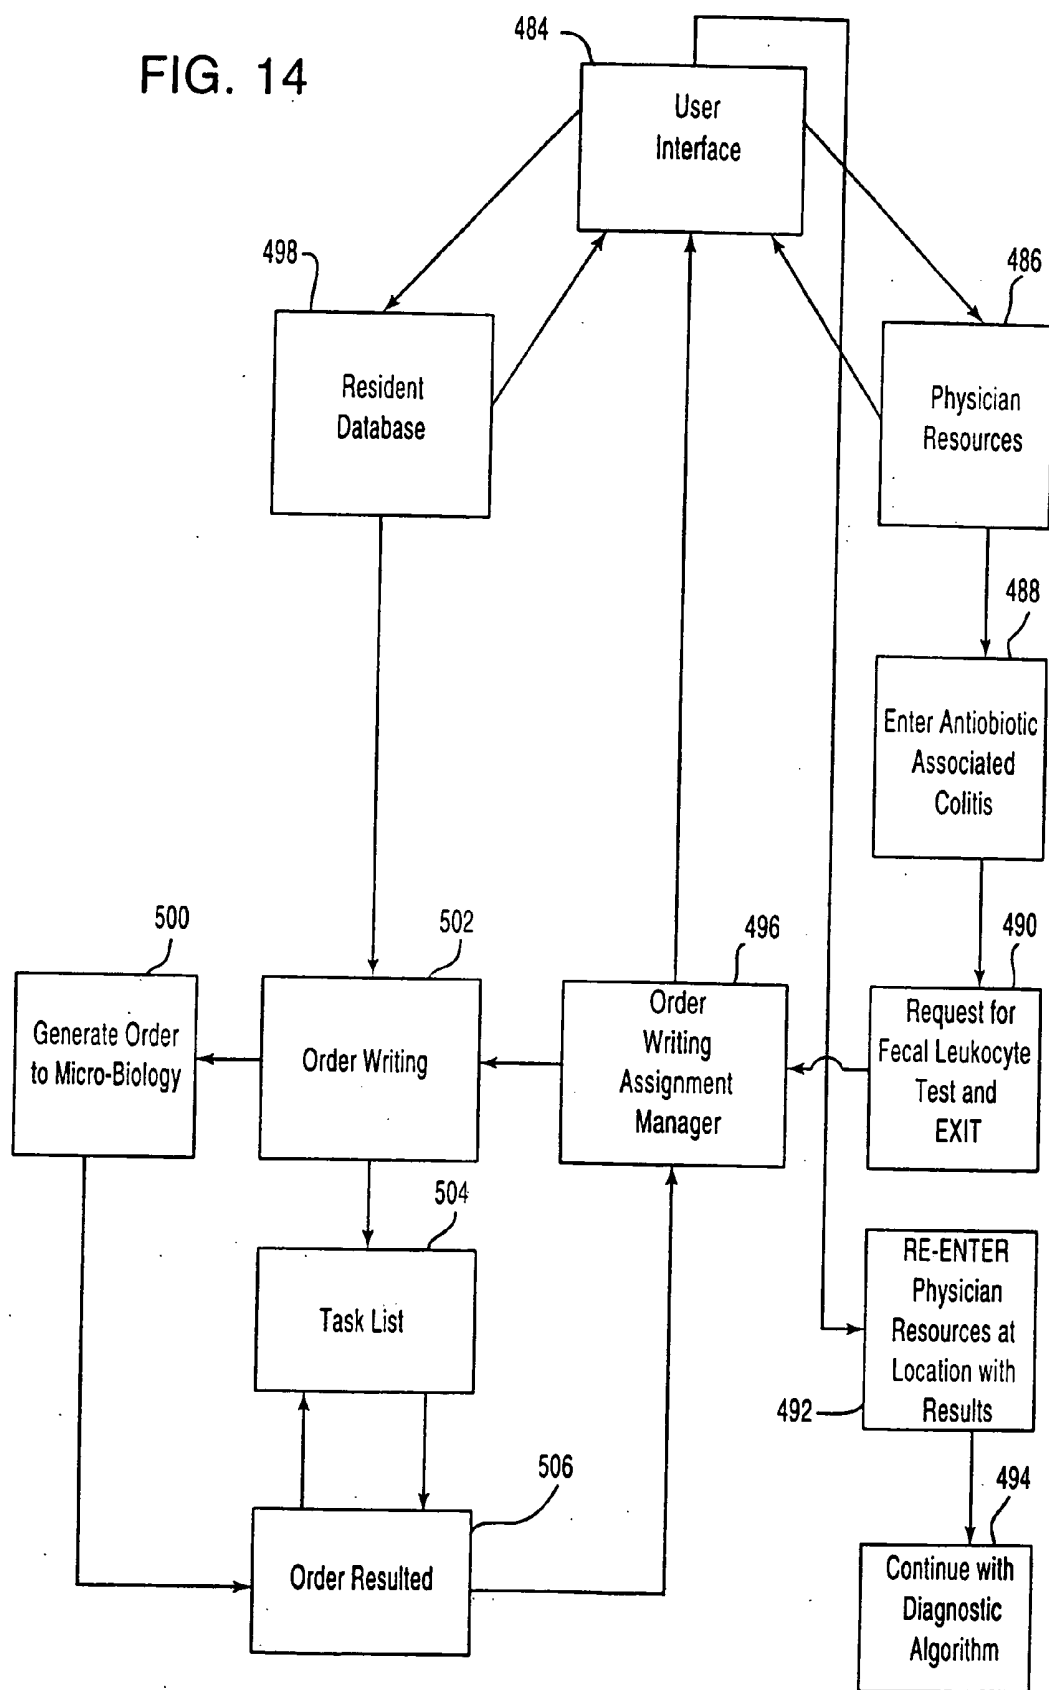 FIG. 14
484
User
Interface
498
Resident
Database
486
Physician
Resources
488
Enter Antiobiotic
Associated
Colitis
500
Generate Order
to Micro-Biology
502
Order Writing
496
Order
Writing
Assignment
Manager
490
Request for
Fecal Leukocyte
Test and
EXIT
504
Task List
RE-ENTER
Physician
Resources at
Location with
Results
492
506
Order Resulted
494
Continue with
Diagnostic
Algorithm